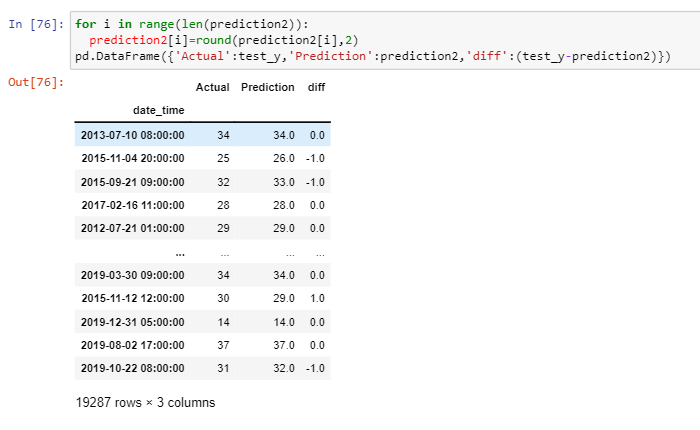 In [76]: for i in range(len(prediction2)):
prediction2[i]=round(prediction2[i],2)
pd.DataFrame({'Actual':test_y,'Prediction':prediction2,'diff':(test_y-prediction2)})
Out[76]:
Actual Prediction diff
date_time
2013-07-10 08:00:00 34 34.0 0.0
2015-11-04 20:00:00 25 26.0 -1.0
2015-09-21 09:00:00 32 33.0 -1.0
2017-02-16 11:00:00 28 28.0 0.0
2012-07-21 01:00:00 29 29.0 0.0
... ... ... ...
2019-03-30 09:00:00 34 34.0 0.0
2015-11-12 12:00:00 30 29.0 1.0
2019-12-31 05:00:00 14 14.0 0.0
2019-08-02 17:00:00 37 37.0 0.0
2019-10-22 08:00:00 31 32.0 -1.0
19287 rows × 3 columns